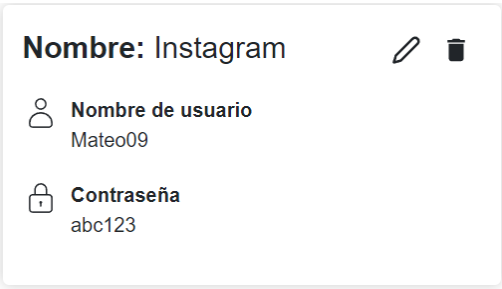 Nombre: Instagram
Nombre de usuario
Mateo09
Contraseña
abc123